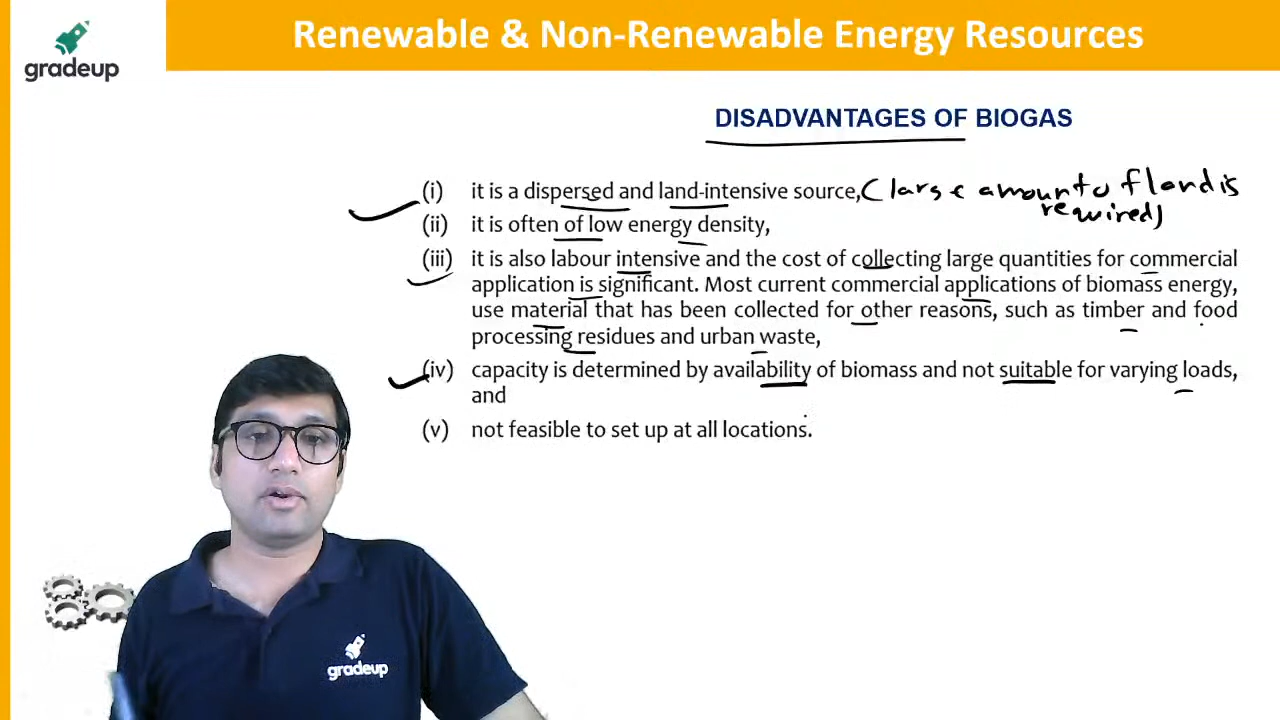 Renewable & Non-Renewable Energy Resources
gradeup
DISADVANTAGES OF BIOGAS
(i) it is a dispersed and land-intensive source, (large amount of land is
required)
(ii) it is often of low energy density,
(iii) it is also labour intensive and the cost of collecting large quantities for commercial
application is significant. Most current commercial applications of biomass energy,
use material that has been collected for other reasons, such as timber and food
processing residues and urban waste,
(iv) capacity is determined by availability of biomass and not suitable for varying loads,
and
(v) not feasible to set up at all locations.
gradeup